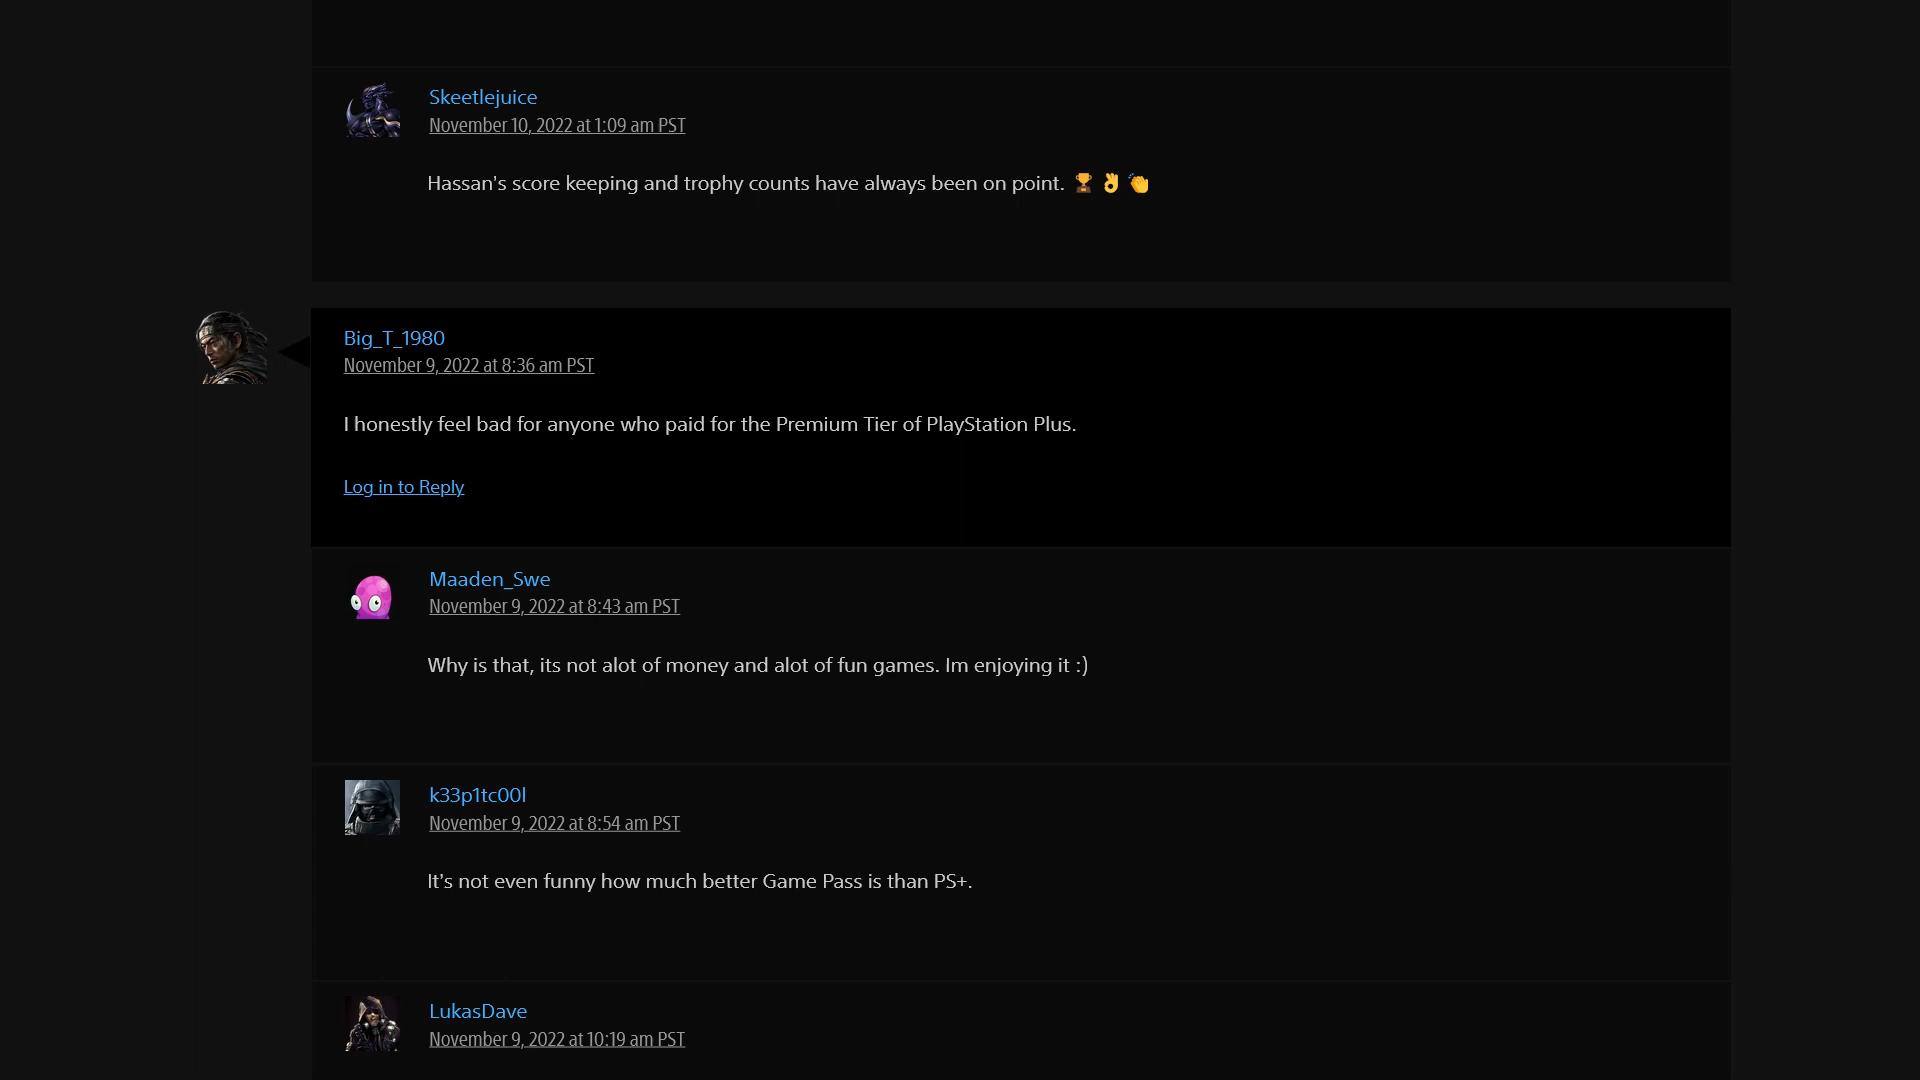 Skeetlejuice
November 10, 2022 at 1:09 am PST
Hassan’s score keeping and trophy counts have always been on point. 🏆 👌 👏
Big_T_1980
November 9, 2022 at 8:36 am PST
I honestly feel bad for anyone who paid for the Premium Tier of PlayStation Plus.
Log in to Reply
Maaden_Swe
November 9, 2022 at 8:43 am PST
Why is that, its not alot of money and alot of fun games. Im enjoying it :)
k33p1tc00l
November 9, 2022 at 8:54 am PST
It’s not even funny how much better Game Pass is than PS+.
LukasDave
November 9, 2022 at 10:19 am PST